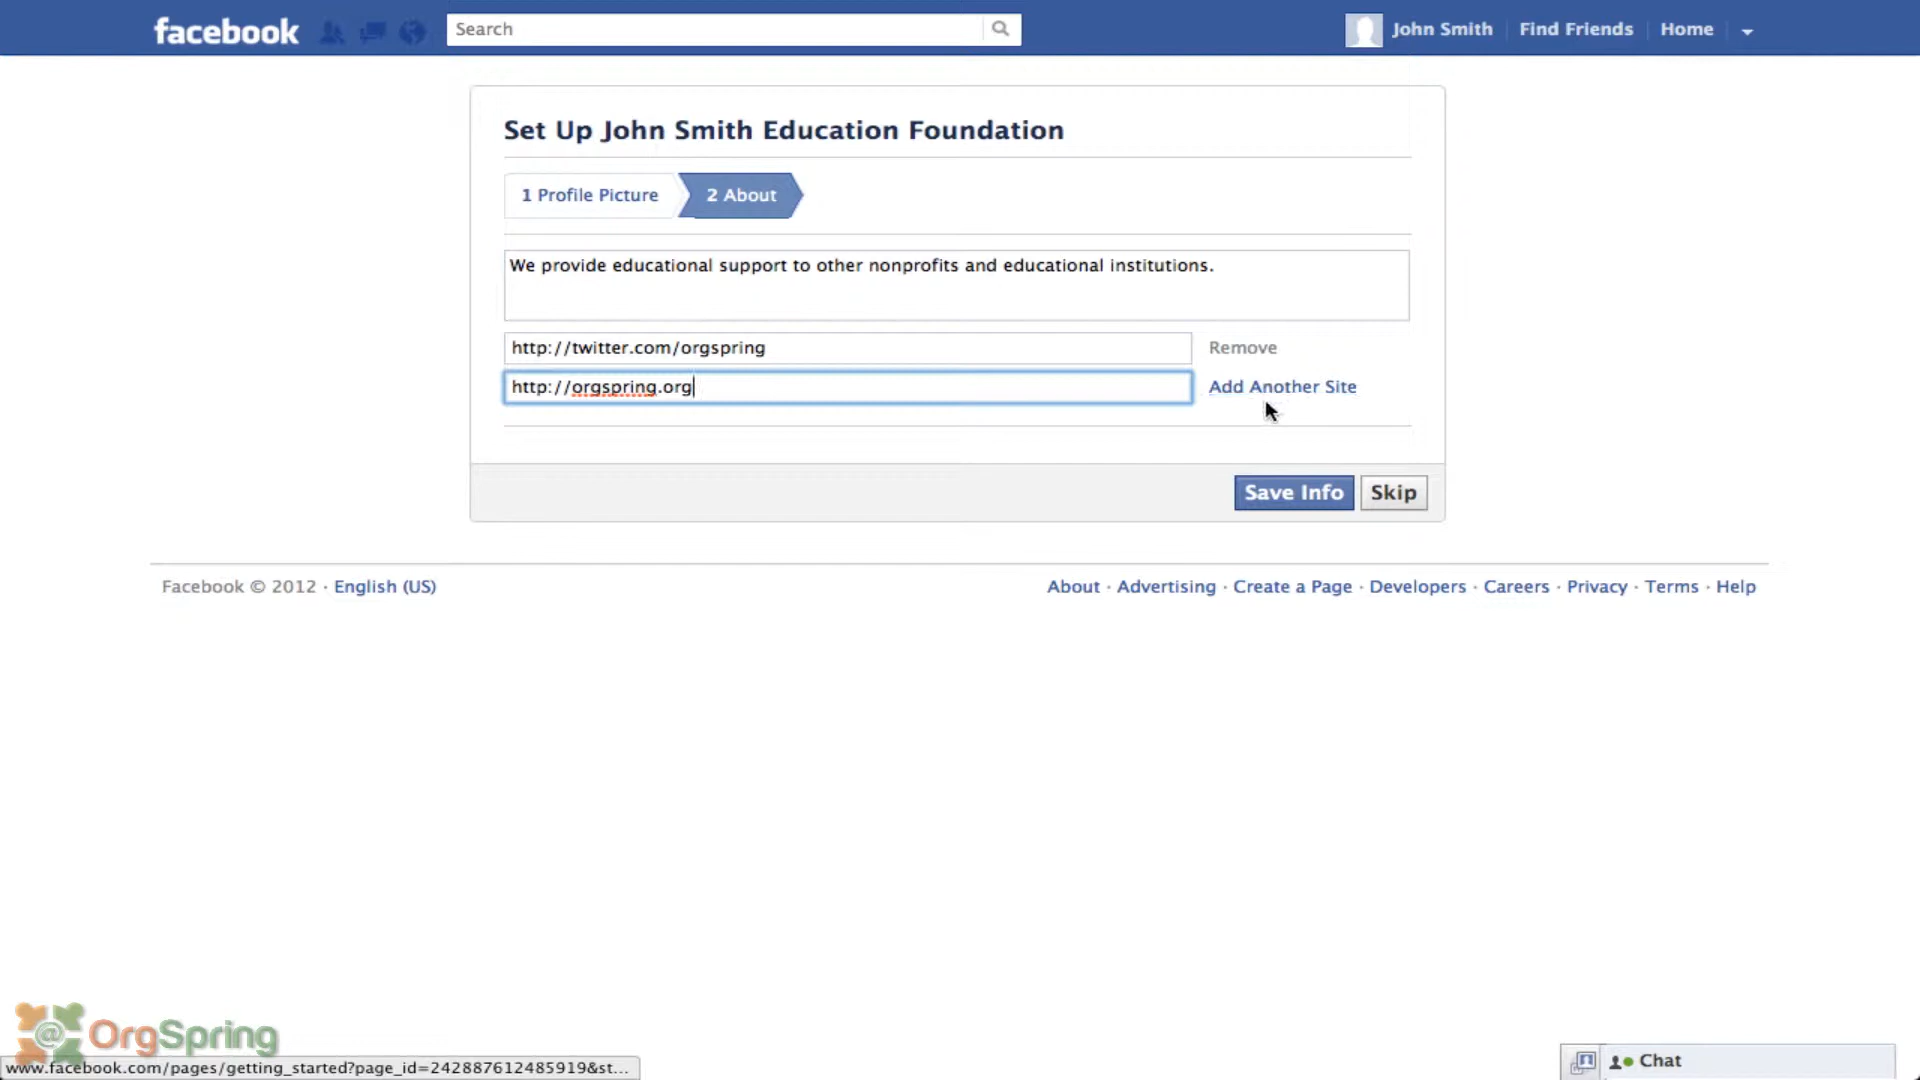 facebook Search John Smith Find Friends Home
Set Up John Smith Education Foundation
1 Profile Picture 2 About
We provide educational support to other nonprofits and educational institutions.
http://twitter.com/orgspring Remove
http://orgspring.org Add Another Site
Save Info Skip
Facebook © 2012 · English (US) About · Advertising · Create a Page · Developers · Careers · Privacy · Terms · Help
@ OrgSpring
www.facebook.com/pages/getting_started?page_id=242887612485919&st... Chat